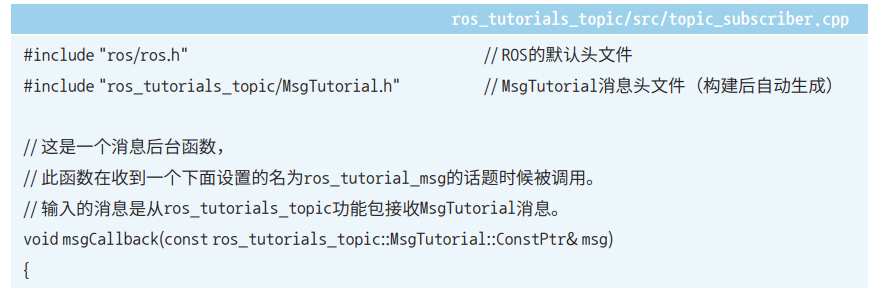 ros_tutorials_topic/src/topic_subscriber.cpp
#include "ros/ros.h" // ROS的默认头文件
#include "ros_tutorials_topic/MsgTutorial.h" // MsgTutorial消息头文件（构建后自动生成）
// 这是一个消息后台函数，
// 此函数在收到一个下面设置的名为ros_tutorial_msg的话题时候被调用。
// 输入的消息是从ros_tutorials_topic功能包接收MsgTutorial消息。
void msgCallback(const ros_tutorials_topic::MsgTutorial::ConstPtr& msg)
{